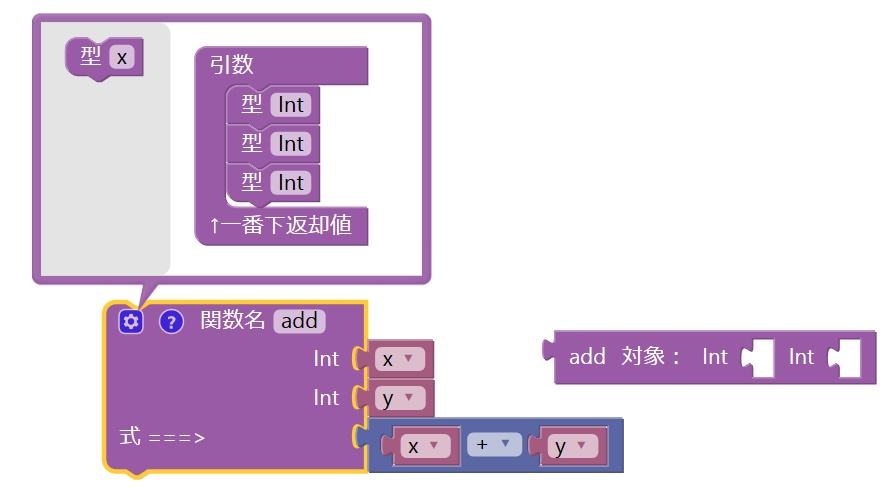 型 x
引数
型 Int
型 Int
型 Int
↑一番下返却値
? 関数名 add
Int x
Int y
式 ===> x + y
add 対象： Int Int